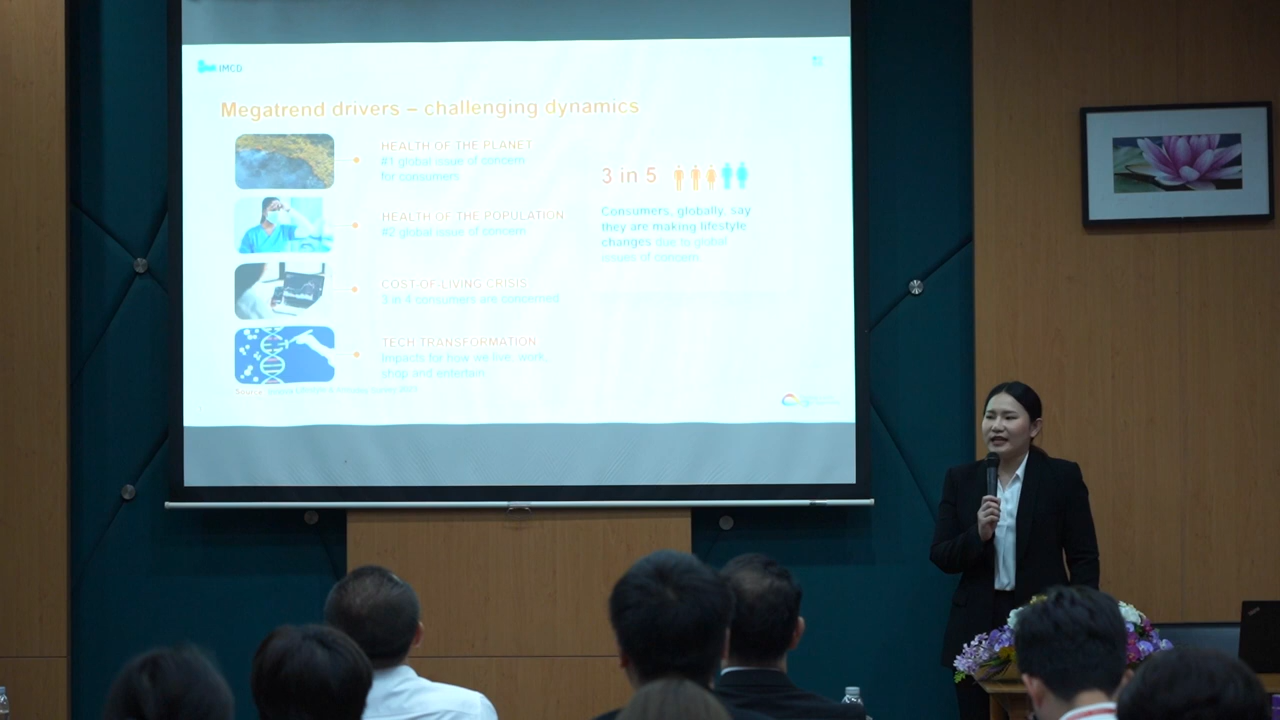 IMCD
Megatrend drivers – challenging dynamics
HEALTH OF THE PLANET
#1 global issue of concern
for consumers
HEALTH OF THE POPULATION
#2 global issue of concern
COST-OF-LIVING CRISIS
3 in 4 consumers are concerned
TECH TRANSFORMATION
Impacts for how we live, work,
shop and entertain.
Source:
3 in 5
Consumers, globally, say
they are making lifestyle
changes due to global
issues of concern